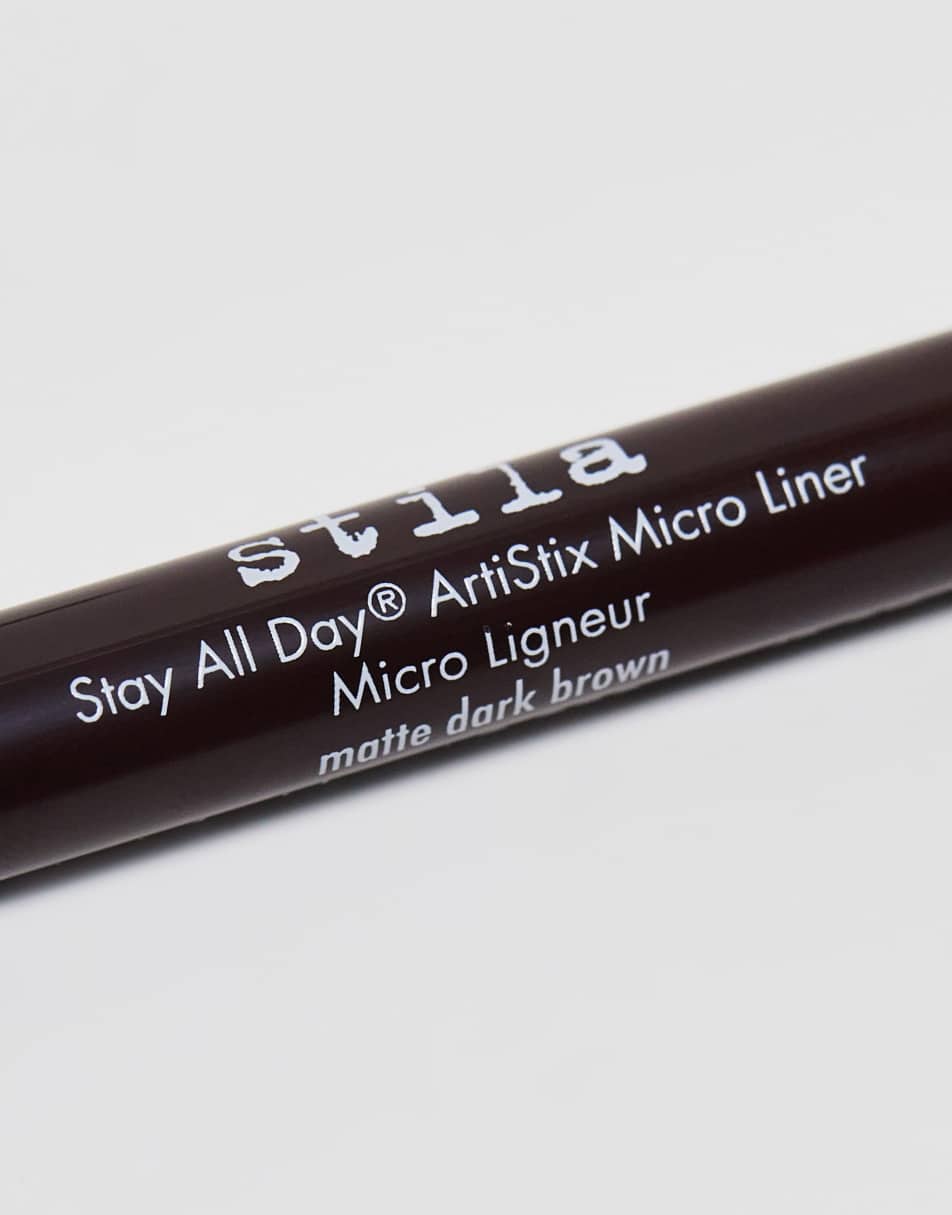 stila
Stay All Day® ArtiStix Micro Liner
Micro Ligneur
matte dark brown